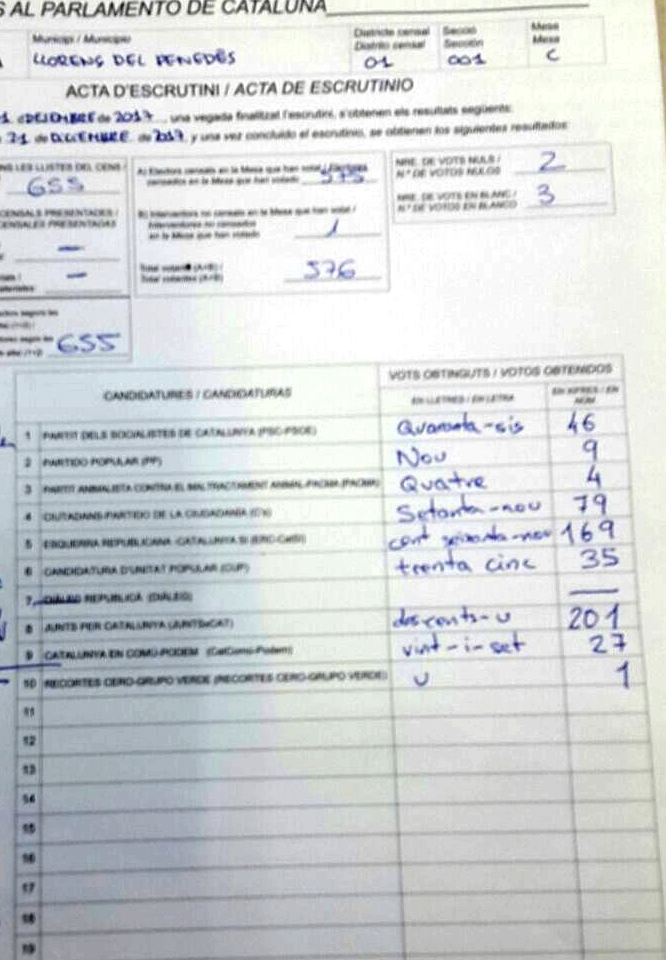 S AL PARLAMENTO DE CATALUÑA
Municipi / Municipio
LLORENS DEL PENEDÈS
Districte censal
Distrito censal
01
Secció
Sección
001
Mesa
Mesa
C
ACTA D'ESCRUTINI / ACTA DE ESCRUTINIO
de 2017, una vegada finalitzat l'escrutini, s'obtenen els resultats següents:
21 de DICIEMBRE de 2017, y una vez concluido el escrutinio, se obtienen los siguientes resultados:
LES LLISTES DEL CENS /
655
CENSALS PRESENTADES /
CENSALES PRESENTADAS
—
—
655
A) Electors censats en la Mesa que han votat / Electores
censados en la Mesa que han votado
575
B) Interventors no censats en la Mesa que han votat /
Interventores no censados
en la Mesa que han votado
1
Total votants (A+B) /
Total votantes (A+B)
576
NRE. DE VOTS NULS /
N.º DE VOTOS NULOS
2
NRE. DE VOTS EN BLANC /
N.º DE VOTOS EN BLANCO
3
CANDIDATURES / CANDIDATURAS
VOTS OBTINGUTS / VOTOS OBTENIDOS
EN LLETRES / EN LETRA
EN XIFRES / EN NÚM.
1 PARTIT DELS SOCIALISTES DE CATALUNYA (PSC-PSOE) Quaranta-sis 46
2 PARTIDO POPULAR (PP) Nou 9
3 PARTIT ANIMALISTA CONTRA EL MALTRACTAMENT ANIMAL-PACMA (PACMA) Quatre 4
4 CIUTADANS-PARTIDO DE LA CIUDADANÍA (C's) Setanta-nou 79
5 ESQUERRA REPUBLICANA-CATALUNYA SÍ (ERC-CatSí) cent seixanta-nou 169
6 CANDIDATURA D'UNITAT POPULAR (CUP) trenta cinc 35
7 DIÀLEG REPUBLICÀ (DIÀLEG) —
8 JUNTS PER CATALUNYA (JUNTSxCAT) dos-cents-u 201
9 CATALUNYA EN COMÚ-PODEM (CatComú-Podem) vint-i-set 27
10 RECORTES CERO-GRUPO VERDE (RECORTES CERO-GRUPO VERDE) u 1
11
12
13
14
15
16
17
18
19